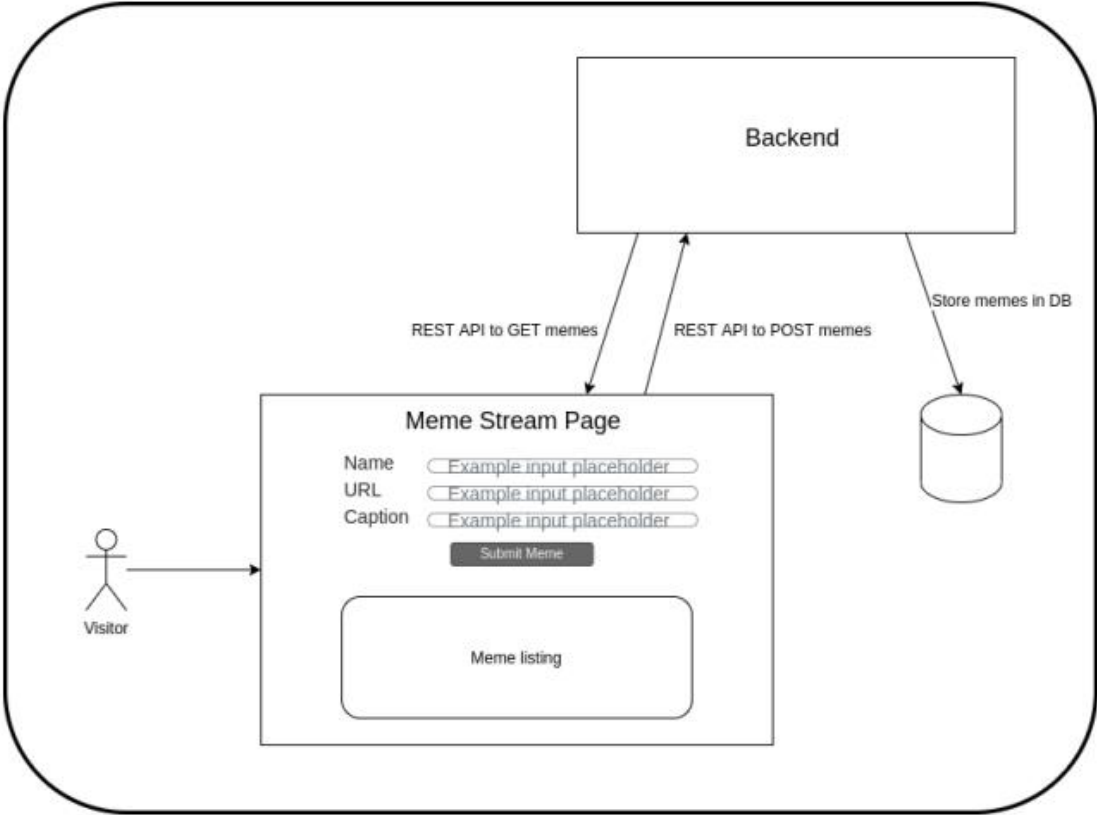 Backend
Store memes in DB
REST API to GET memes
REST API to POST memes
Meme Stream Page
Name
Example input placeholder
URL
Example input placeholder
Caption
Example input placeholder
Submit Meme
Visitor
Meme listing